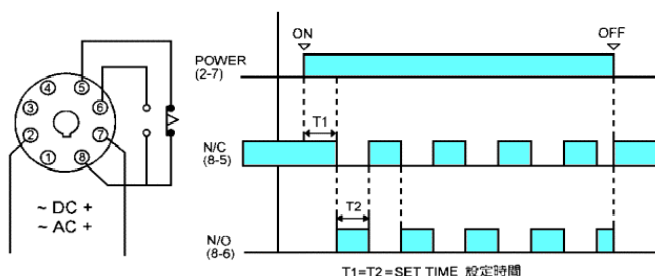 ON
OFF
POWER
(2-7)
T1
N/C
(8-5)
T2
N/O
(8-6)
T1=T2=SET TIME 設定時間
4
5
3
6
2
7
1
8
~ DC +
~ AC +